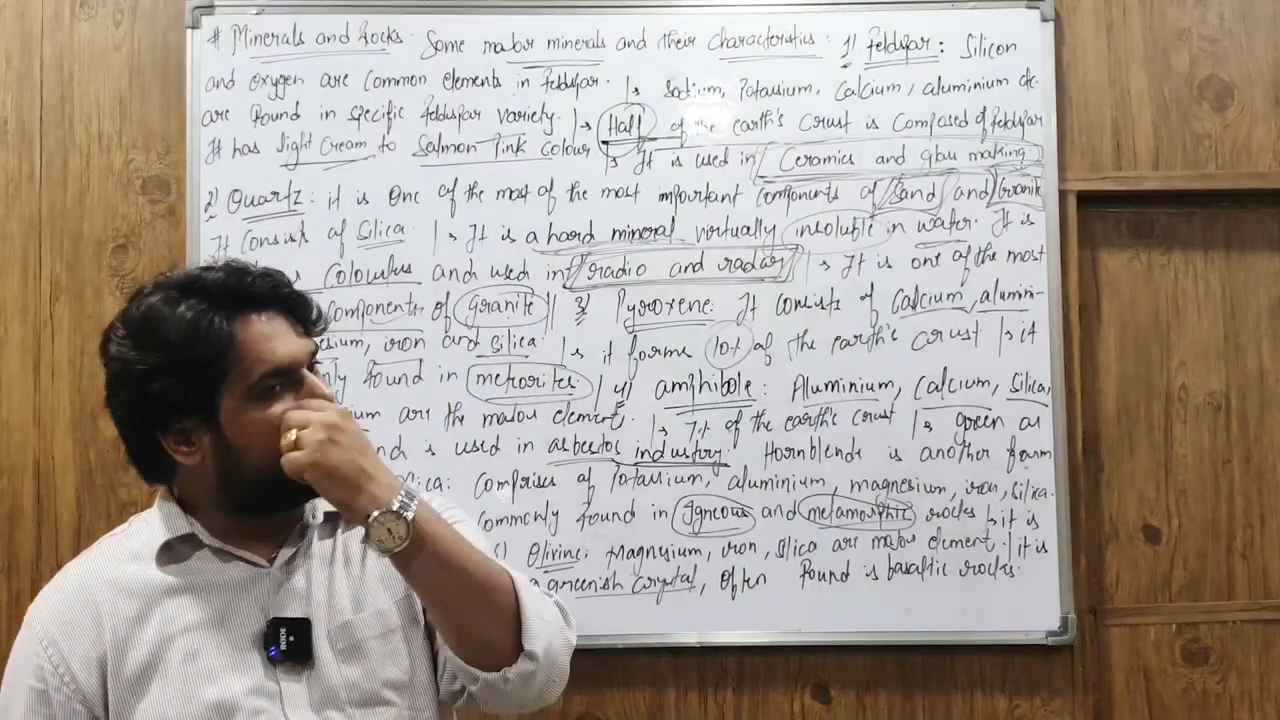 # Minerals and Rocks: Some major minerals and their characteristics: 1) Feldspar: Silicon
and oxygen are common elements in feldspar. |→ Sodium, Potassium, Calcium, aluminium etc.
are found in specific feldspar variety. |→ Half of the earth's crust is composed of feldspar
It has light cream to Salmon Pink colour |→ It is used in Ceramics and glass making.
2) Quartz: it is one of the most of the most important components of Sand and Granite
It consist of Silica. |→ It is a hard mineral virtually insoluble in water. It is
colourless and used in radio and radar |→ It is one of the most
components of granite || 3) Pyroxene: It consists of Calcium, alumin-
esium, iron and silica. |→ it forms 10% of the earth's crust |→ it
nly found in meteorites. | 4) amphibole: Aluminium, Calcium, Silica,
ium are the major element. |→ 7% of the earth's crust |→ green or
nd is used in asbestos industry. Hornblende is another form
ica: Comprises of Potassium, aluminium, magnesium, iron, silica.
commonly found in Igneous and metamorphic rocks |→ it is
6) Olivine: Magnesium, iron, silica are major element. | it is
a greenish crystal, often found is basaltic rocks.
RODE